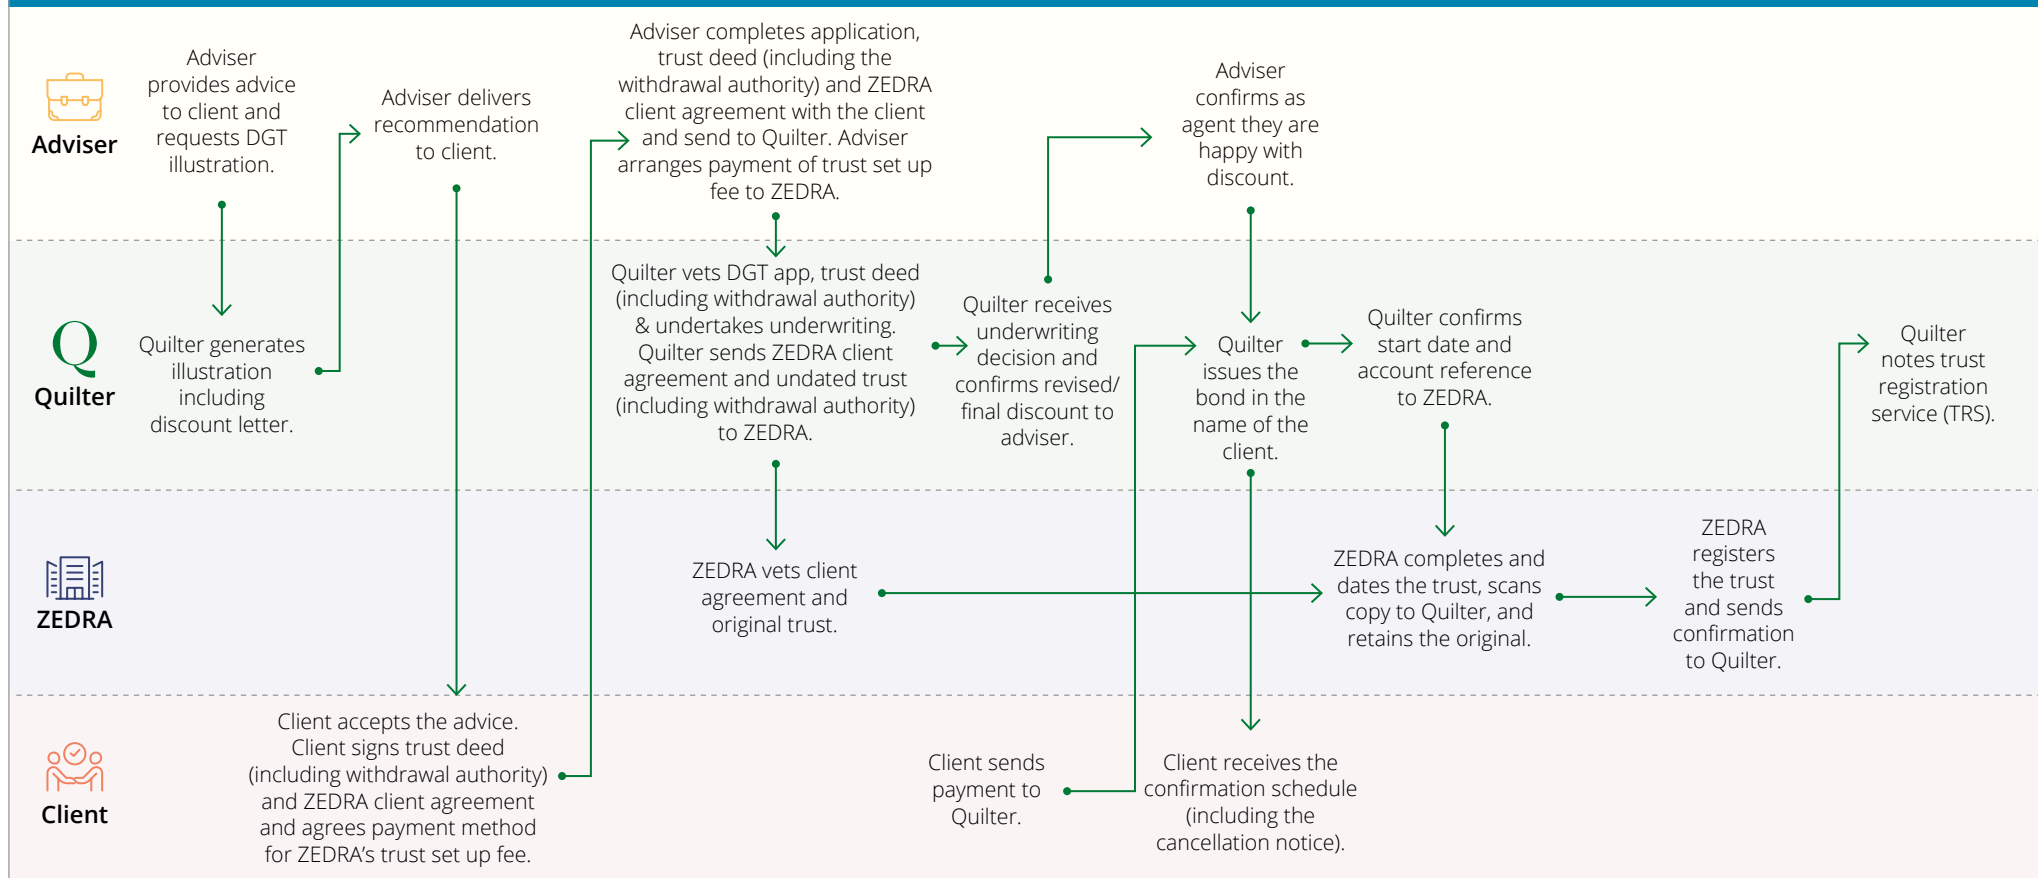 Adviser
Adviser
provides advice
to client and
requests DGT
illustration.
Adviser delivers
recommendation
to client.
Adviser completes application,
trust deed (including the
withdrawal authority) and ZEDRA
client agreement with the client
and send to Quilter. Adviser
arranges payment of trust set up
fee to ZEDRA.
Adviser
confirms as
agent they are
happy with
discount.
Q
Quilter
Quilter generates
illustration
including
discount letter.
Quilter vets DGT app, trust deed
(including withdrawal authority)
& undertakes underwriting.
Quilter sends ZEDRA client
agreement and undated trust
(including withdrawal authority)
to ZEDRA.
Quilter receives
underwriting
decision and
confirms revised/
final discount to
adviser.
Quilter
issues the
bond in the
name of the
client.
Quilter confirms
start date and
account reference
to ZEDRA.
Quilter
notes trust
registration
service (TRS).
ZEDRA
ZEDRA vets client
agreement and
original trust.
ZEDRA completes and
dates the trust, scans
copy to Quilter, and
retains the original.
ZEDRA
registers
the trust
and sends
confirmation
to Quilter.
Client
Client accepts the advice.
Client signs trust deed
(including withdrawal authority)
and ZEDRA client agreement
and agrees payment method
for ZEDRA’s trust set up fee.
Client sends
payment to
Quilter.
Client receives the
confirmation schedule
(including the
cancellation notice).